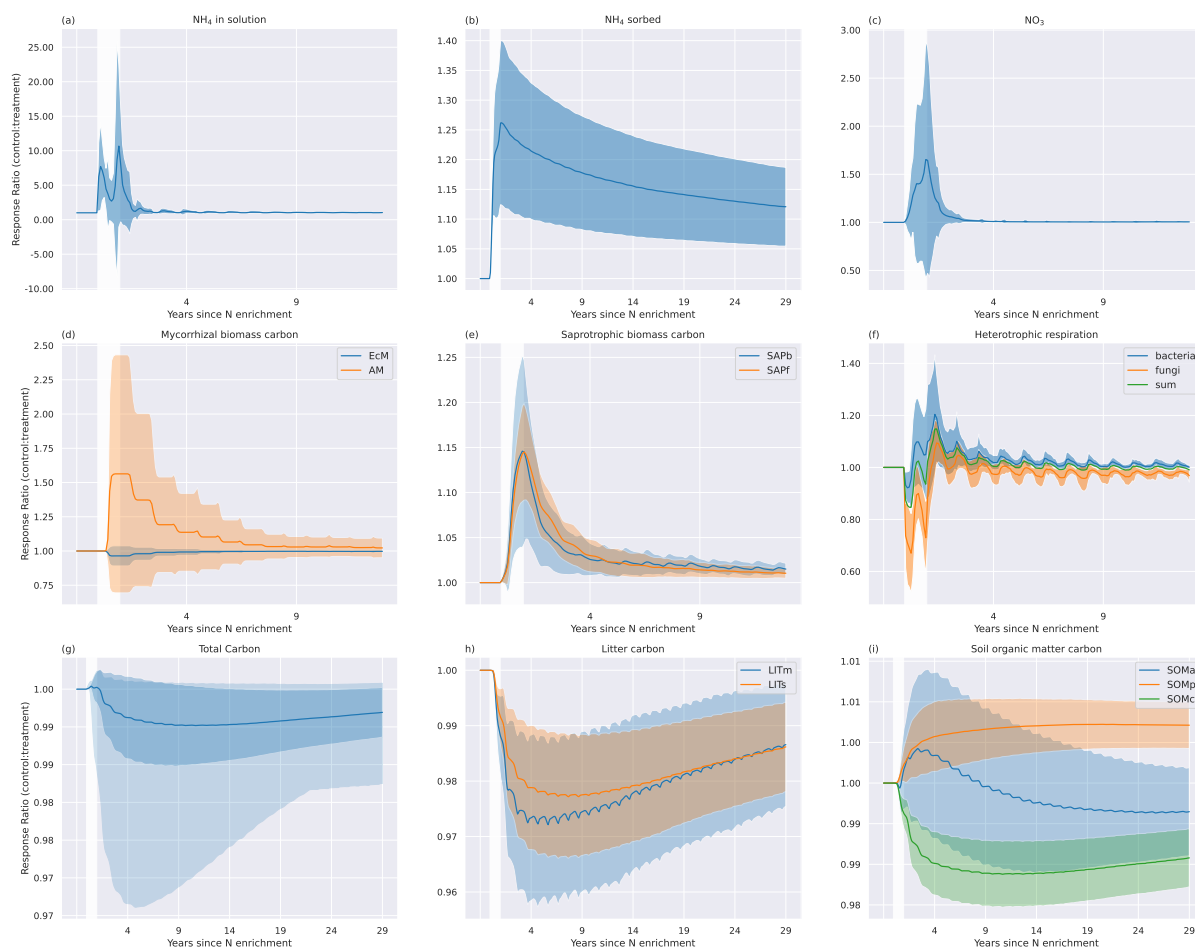 (a) NH₄ in solution
(b) NH₄ sorbed
(c) NO₃
Response Ratio (control:treatment)
25.00
20.00
15.00
10.00
5.00
0.00
-5.00
-10.00
4 9
Years since N enrichment
1.40
1.35
1.30
1.25
1.20
1.15
1.10
1.05
1.00
4 9 14 19 24 29
Years since N enrichment
3.00
2.50
2.00
1.50
1.00
0.50
4 9
Years since N enrichment
(d) Mycorrhizal biomass carbon
(e) Saprotrophic biomass carbon
(f) Heterotrophic respiration
Response Ratio (control:treatment)
2.50
2.25
2.00
1.75
1.50
1.25
1.00
0.75
EcM
AM
4 9
Years since N enrichment
1.25
1.20
1.15
1.10
1.05
1.00
SAPb
SAPf
4 9
Years since N enrichment
1.40
1.20
1.00
0.80
0.60
bacteria
fungi
sum
4 9
Years since N enrichment
(g) Total Carbon
(h) Litter carbon
(i) Soil organic matter carbon
Response Ratio (control:treatment)
1.00
0.99
0.99
0.98
0.98
0.97
0.97
4 9 14 19 24 29
Years since N enrichment
1.00
0.99
0.98
0.97
0.96
LITm
LITs
4 9 14 19 24 29
Years since N enrichment
1.01
1.01
1.00
1.00
0.99
0.99
0.98
SOMa
SOMp
SOMc
4 9 14 19 24 29
Years since N enrichment